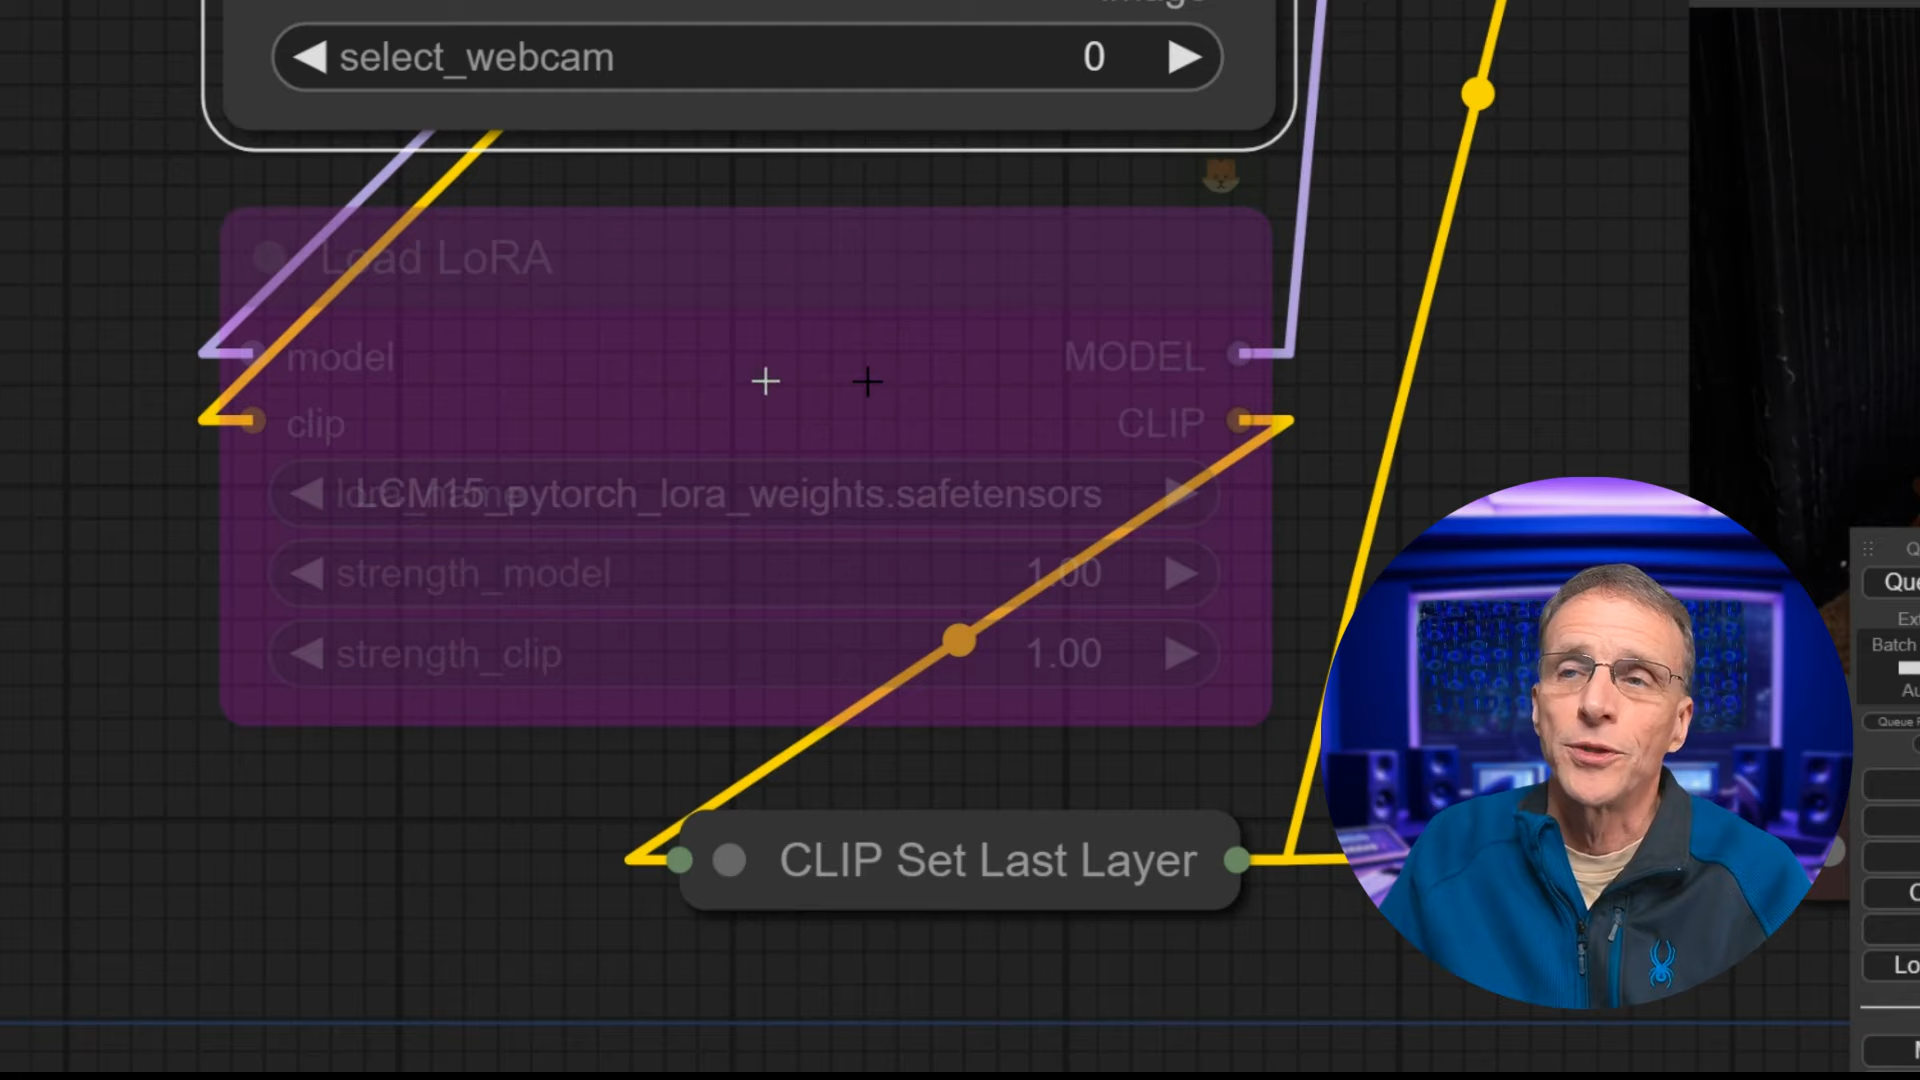 select_webcam 0
Load LoRA
model MODEL
clip CLIP
LCM15_pytorch_lora_weights.safetensors
strength_model 1.00
strength_clip 1.00
CLIP Set Last Layer
Batch